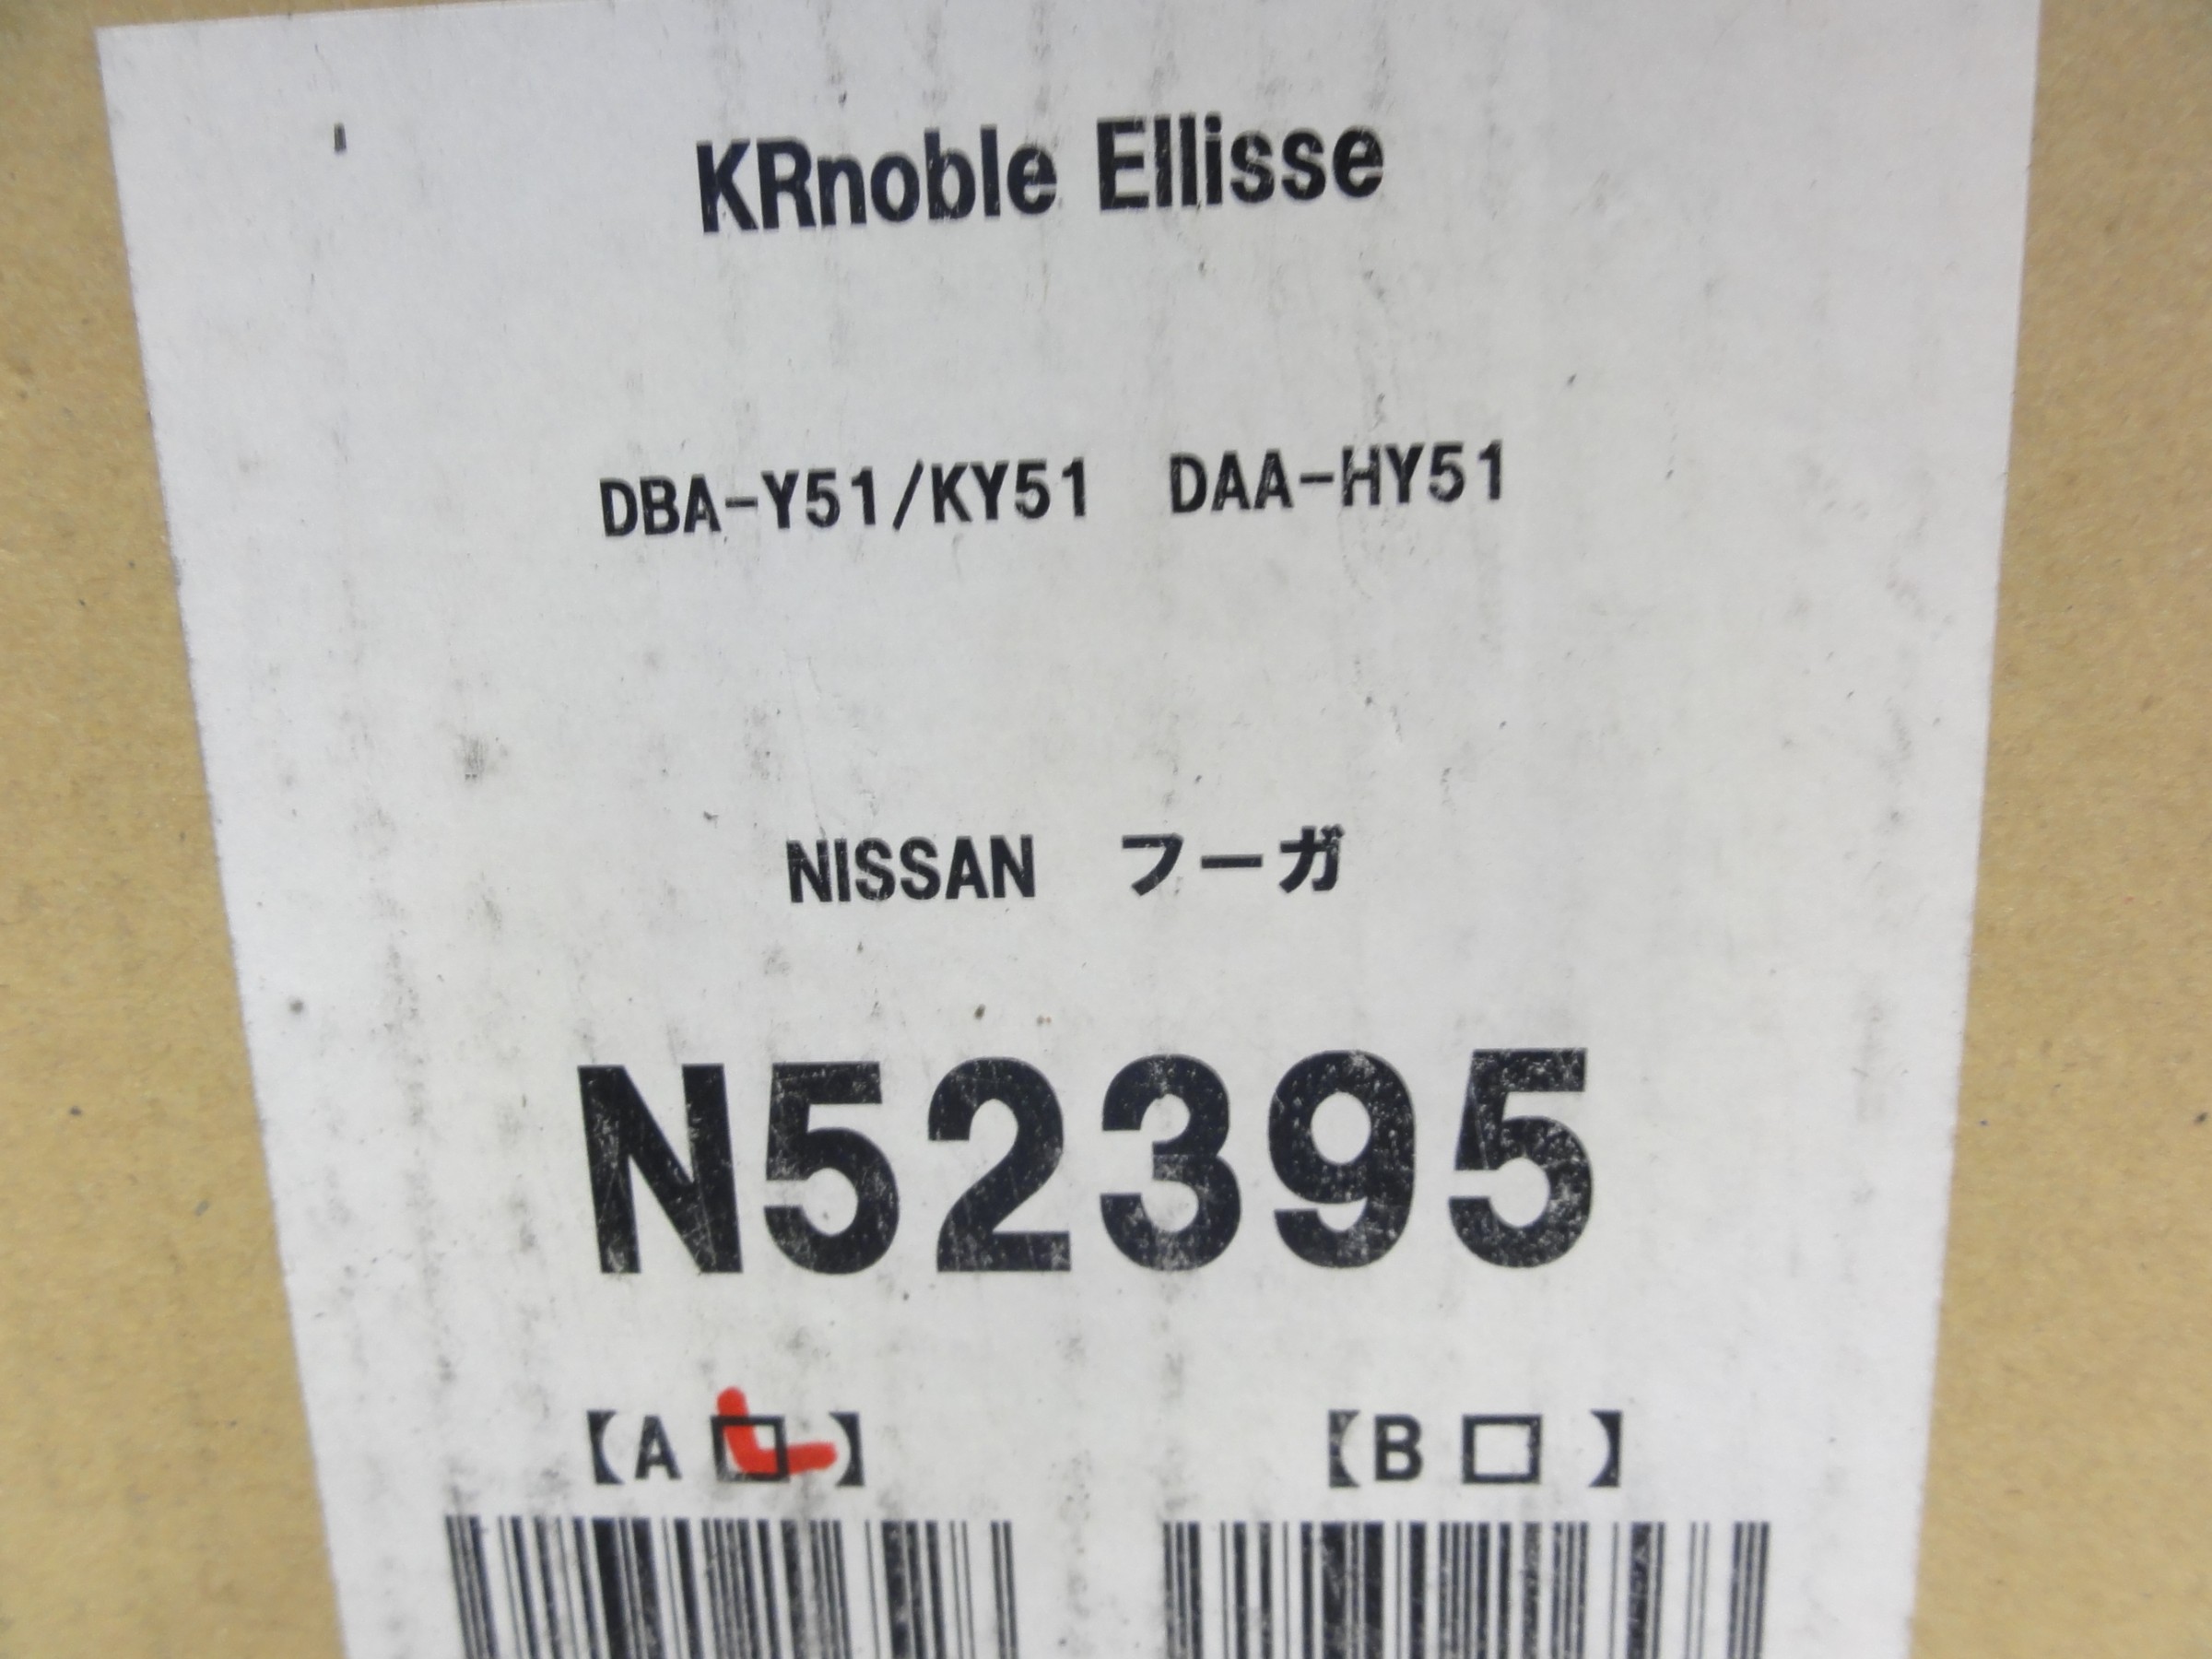 KRnoble Ellisse
DBA-Y51/KY51 DAA-HY51
NISSAN フーガ
N52395
【A □】 【B □ 】